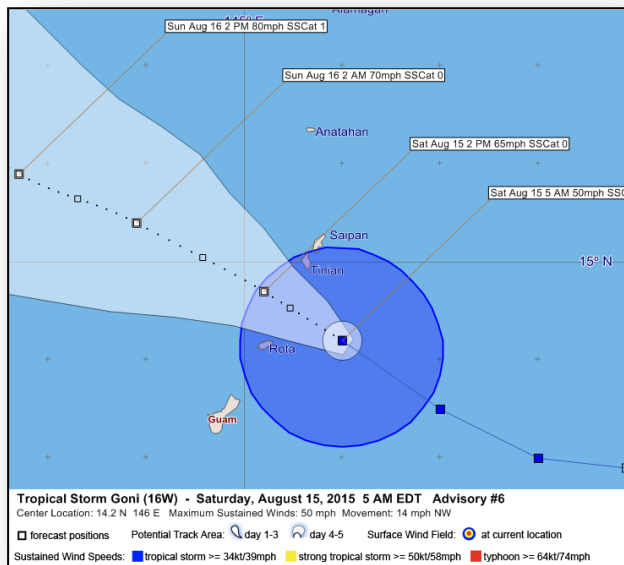 Alamagan
145° E
Sun Aug 16 2 PM 80mph SSCat 1
Sun Aug 16 2 AM 70mph SSCat 0
Anatahan
Sat Aug 15 2 PM 65mph SSCat 0
Sat Aug 15 5 AM 50mph SSC
Saipan
15° N
Tinian
Rota
Guam
Tropical Storm Goni (16W) - Saturday, August 15, 2015 5 AM EDT Advisory #6
Center Location: 14.2 N 146 E Maximum Sustained Winds: 50 mph Movement: 14 mph NW
forecast positions Potential Track Area: day 1-3 day 4-5 Surface Wind Field: at current location
Sustained Wind Speeds: tropical storm >= 34kt/39mph strong tropical storm >= 50kt/58mph typhoon >= 64kt/74mph